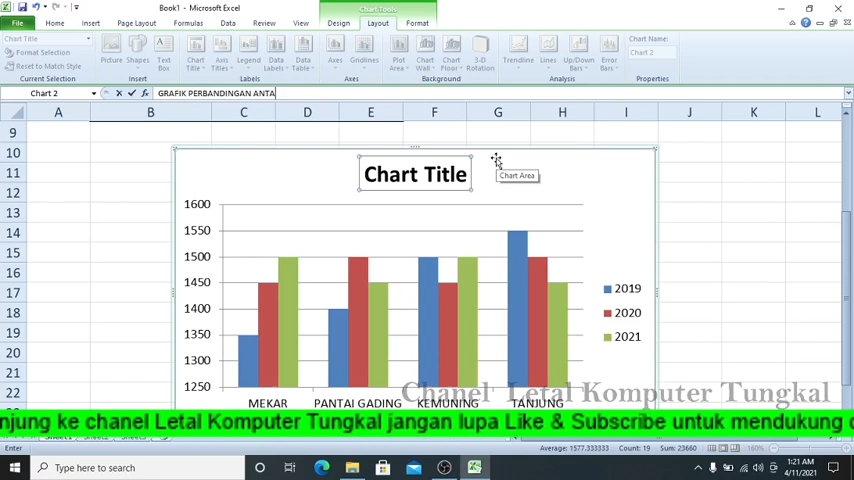 Chart Tools
Book1 - Microsoft Excel
File Home Insert Page Layout Formulas Data Review View Design Layout Format
Chart Title
Format Selection
Reset to Match Style
Current Selection
Picture Shapes Text Box
Insert
Chart Title Axis Titles Legend Data Labels Data Table
Labels
Axes Gridlines
Axes
Plot Area Chart Wall Chart Floor 3-D Rotation
Background
Trendline Lines Up/Down Bars Error Bars
Analysis
Chart Name:
Chart 2
Properties
Chart 2 fx GRAFIK PERBANDINGAN ANTA
A B C D E F G H I J K L
9
10
11
12
13
14
15
16
17
18
19
20
21
22
Chart Title
Chart Area
1600
1550
1500
1450
1400
1350
1300
1250
2019
2020
2021
MEKAR PANTAI GADING KEMUNING TANJUNG
Chanel Letal Komputer Tungkal
njung ke chanel Letal Komputer Tungkal jangan lupa Like & Subscribe untuk mendukung
Sheet1 Sheet2 Sheet3
Enter Average: 1577.333333 Count: 19 Sum: 23660 160%
Type here to search
1:21 AM
4/11/2021